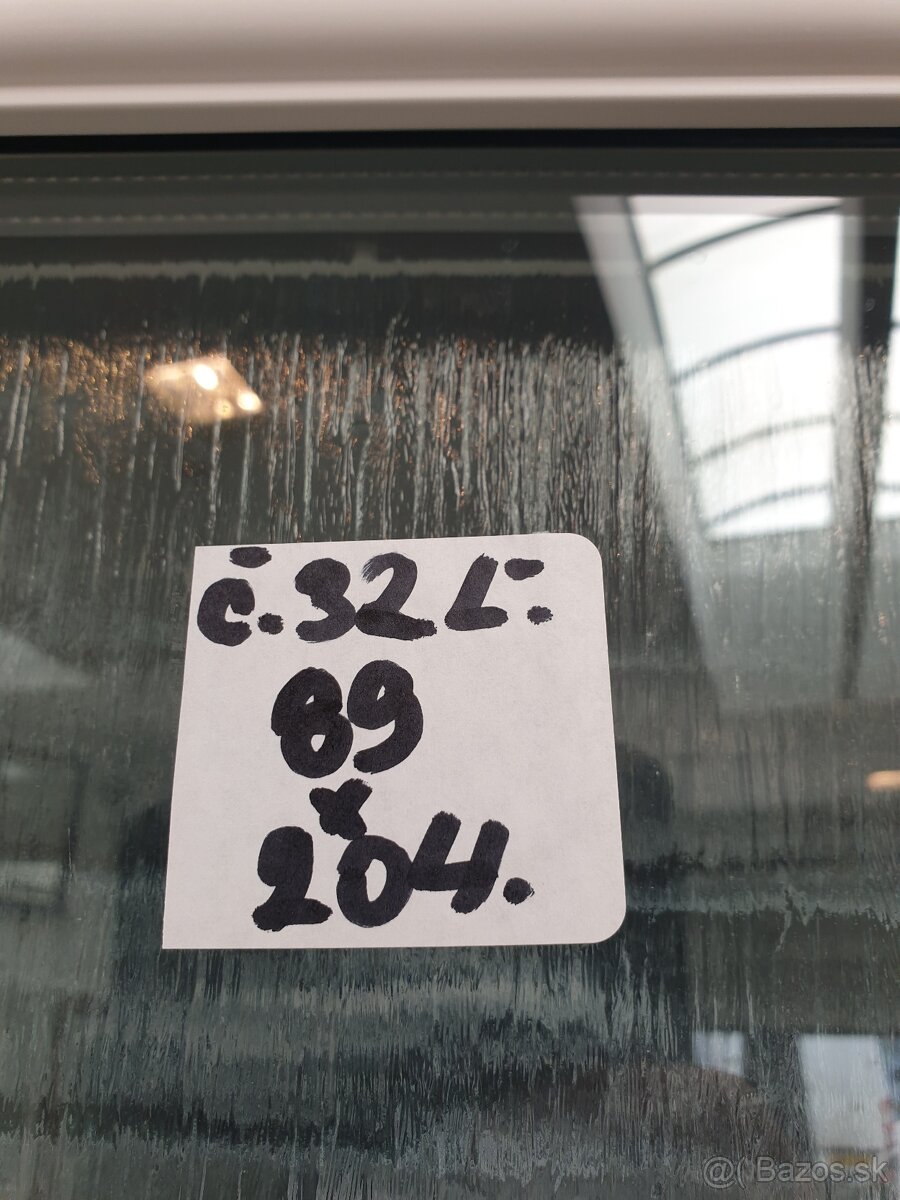 č. 32 Ľ.
89
x
204.
@( Bazos.sk